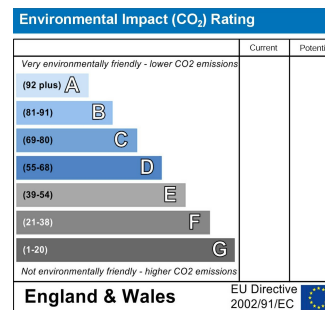 Environmental Impact (CO₂) Rating
Current Potenti
Very environmentally friendly - lower CO2 emissions
(92 plus) A
(81-91) B
(69-80) C
(55-68) D
(39-54) E
(21-38) F
(1-20) G
Not environmentally friendly - higher CO2 emissions
England & Wales
EU Directive
2002/91/EC